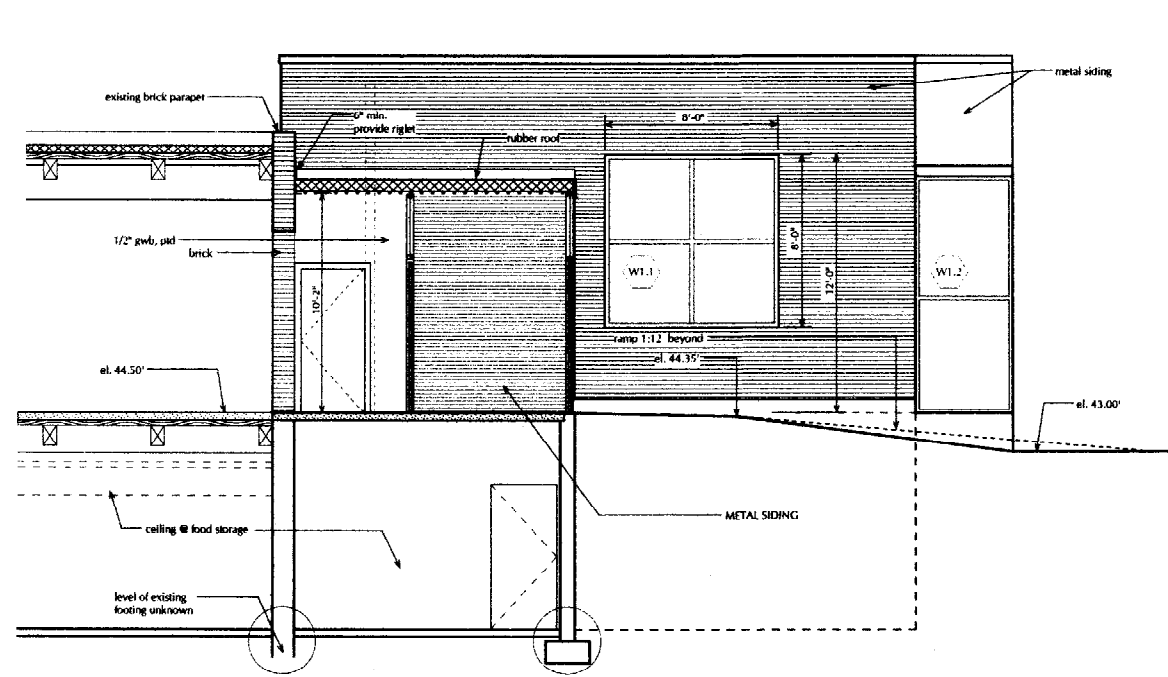 metal siding
existing brick parapet
6" min.
provide riglet
8'-0"
rubber roof
1/2" gwb, ptd
brick
10'-2"
8'-0"
12'-0"
W1.1
W1.2
ramp 1:12 beyond
el. 44.35'
el. 44.50'
el. 43.00'
METAL SIDING
ceiling @ food storage
level of existing
footing unknown